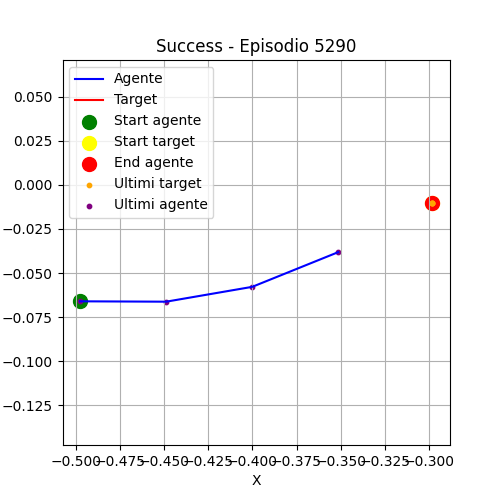 Success - Episodio 5290
Agente
Target
Start agente
Start target
End agente
Ultimi target
Ultimi agente
0.050
0.025
0.000
−0.025
−0.050
−0.075
−0.100
−0.125
−0.500 −0.475 −0.450 −0.425 −0.400 −0.375 −0.350 −0.325 −0.300
X